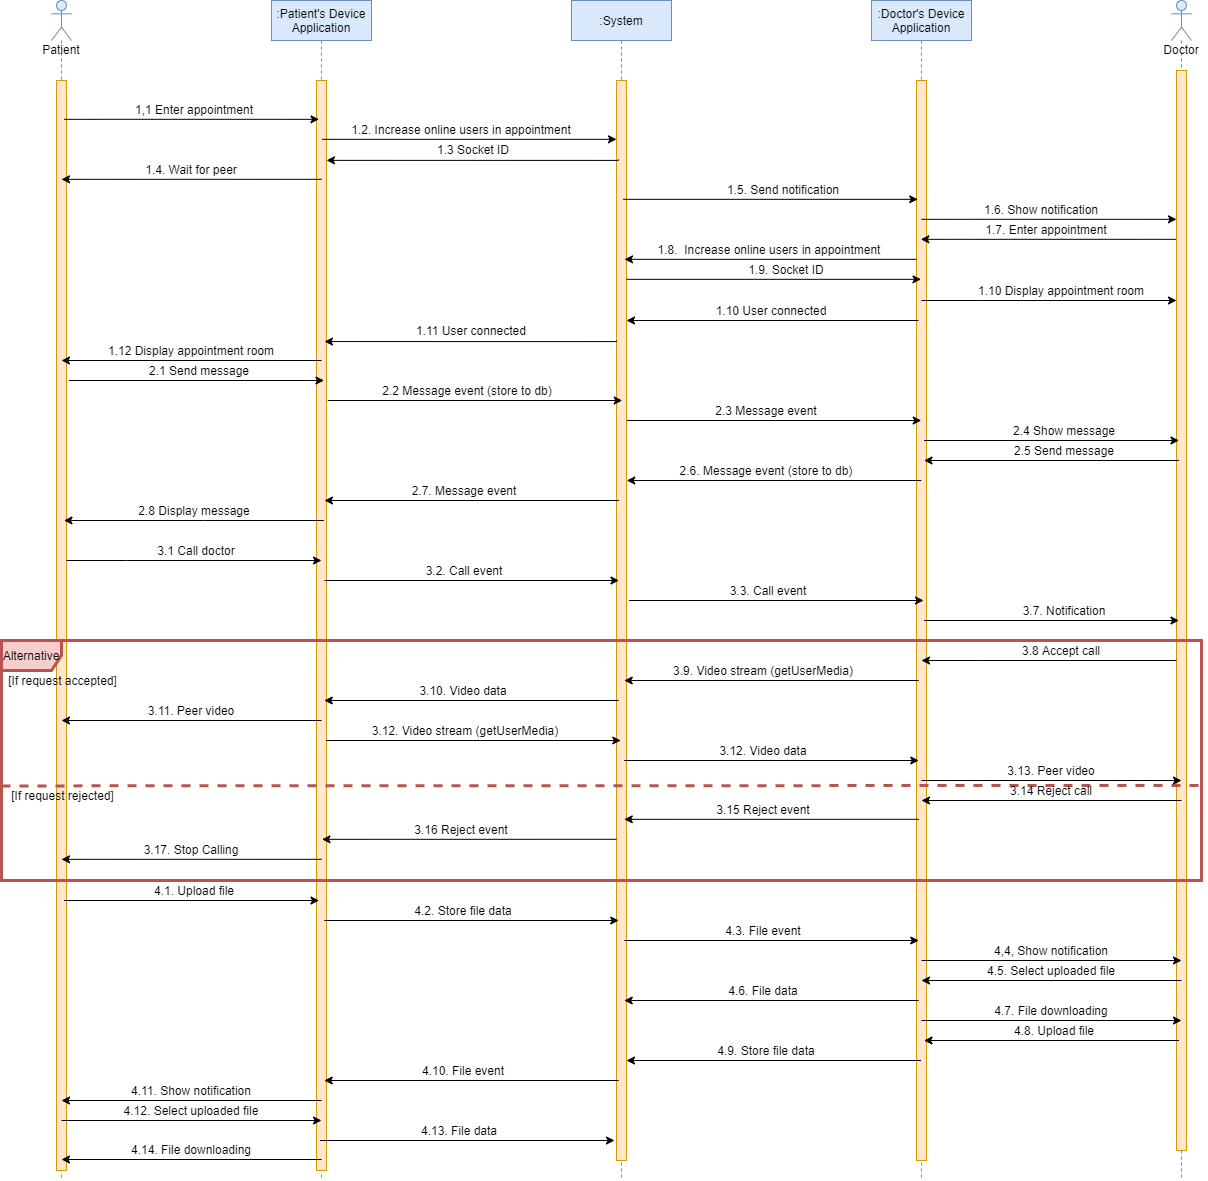 :Patient's Device
Application
:System
:Doctor's Device
Application
Patient
Doctor
1,1 Enter appointment
1.2. Increase online users in appointment
1.3 Socket ID
1.4. Wait for peer
1.5. Send notification
1.6. Show notification
1.7. Enter appointment
1.8.  Increase online users in appointment
1.9. Socket ID
1.10 Display appointment room
1.10 User connected
1.11 User connected
1.12 Display appointment room
2.1 Send message
2.2 Message event (store to db)
2.3 Message event
2.4 Show message
2.5 Send message
2.6. Message event (store to db)
2.7. Message event
2.8 Display message
3.1 Call doctor
3.2. Call event
3.3. Call event
3.7. Notification
Alternative
3.8 Accept call
[If request accepted]
3.9. Video stream (getUserMedia)
3.10. Video data
3.11. Peer video
3.12. Video stream (getUserMedia)
3.12. Video data
3.13. Peer video
[If request rejected]
3.14 Reject call
3.15 Reject event
3.16 Reject event
3.17. Stop Calling
4.1. Upload file
4.2. Store file data
4.3. File event
4,4, Show notification
4.5. Select uploaded file
4.6. File data
4.7. File downloading
4.8. Upload file
4.9. Store file data
4.10. File event
4.11. Show notification
4.12. Select uploaded file
4.13. File data
4.14. File downloading